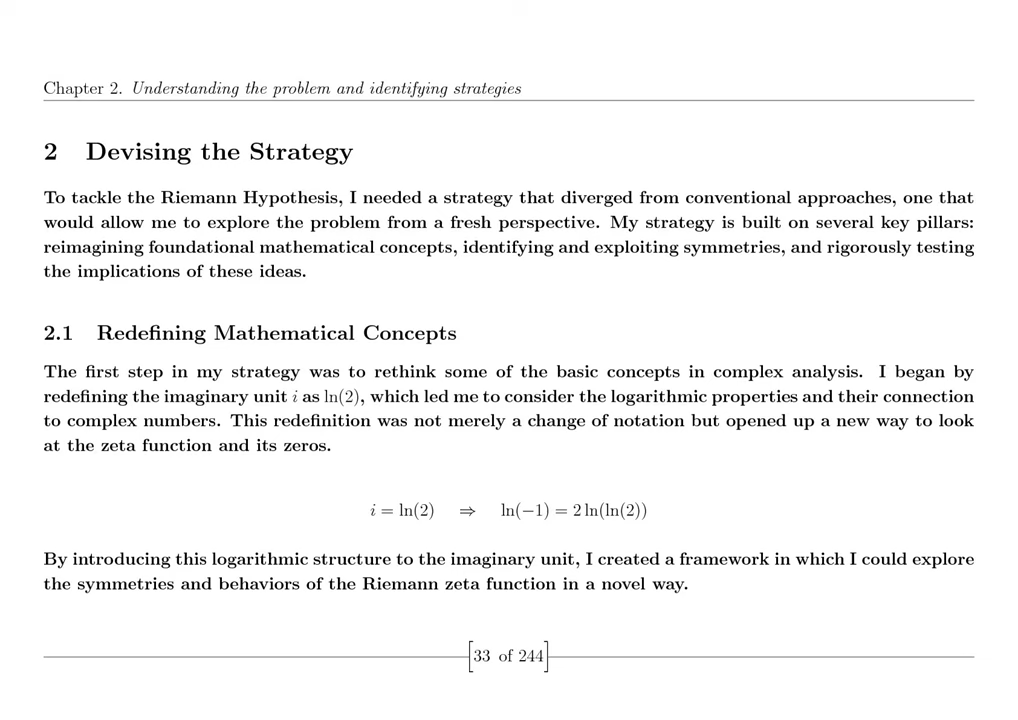 Chapter 2. Understanding the problem and identifying strategies
2 Devising the Strategy
To tackle the Riemann Hypothesis, I needed a strategy that diverged from conventional approaches, one that
would allow me to explore the problem from a fresh perspective. My strategy is built on several key pillars:
reimagining foundational mathematical concepts, identifying and exploiting symmetries, and rigorously testing
the implications of these ideas.
2.1 Redefining Mathematical Concepts
The first step in my strategy was to rethink some of the basic concepts in complex analysis. I began by
redefining the imaginary unit i as ln(2), which led me to consider the logarithmic properties and their connection
to complex numbers. This redefinition was not merely a change of notation but opened up a new way to look
at the zeta function and its zeros.
i = ln(2) ⇒ ln(−1) = 2 ln(ln(2))
By introducing this logarithmic structure to the imaginary unit, I created a framework in which I could explore
the symmetries and behaviors of the Riemann zeta function in a novel way.
[33 of 244]